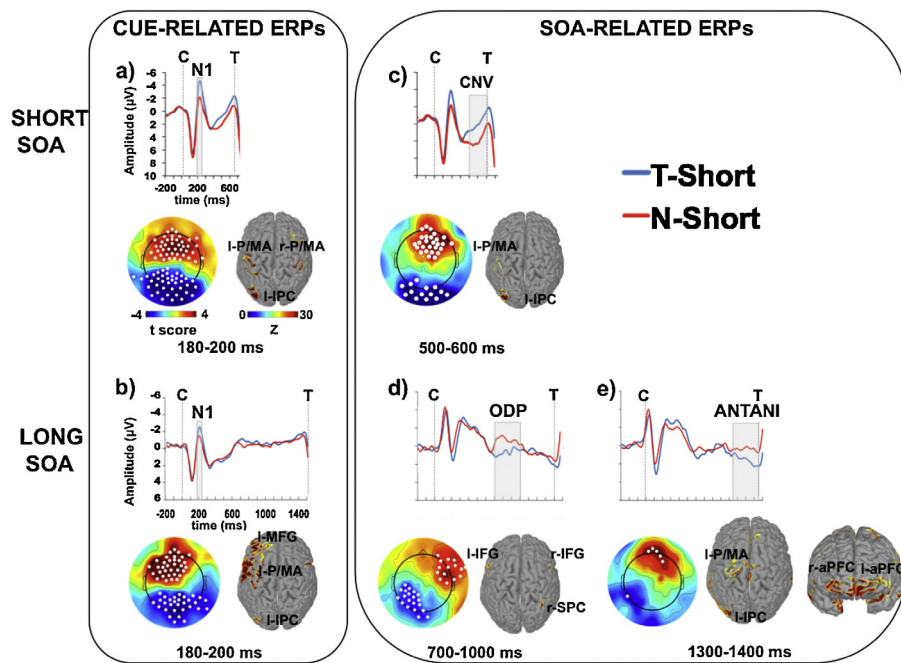 CUE-RELATED ERPs
SOA-RELATED ERPs
SHORT
SOA
a)
C
N1
T
Amplitude (µV)
-6
-4
-2
0
2
4
6
8
10
-200
200
600
time (ms)
l-P/MA
r-P/MA
l-IPC
-4
4
t score
0
30
Z
180-200 ms
c)
C
T
CNV
l-P/MA
l-IPC
500-600 ms
T-Short
N-Short
LONG
SOA
b)
C
N1
T
Amplitude (µV)
-6
-4
-2
0
2
4
6
-200
200
600
1000
1400
time (ms)
l-MFG
l-P/MA
l-IPC
180-200 ms
d)
C
T
ODP
l-IFG
r-IFG
r-SPC
700-1000 ms
e)
C
T
ANTANI
l-P/MA
l-IPC
r-aPFC
l-aPFC
1300-1400 ms